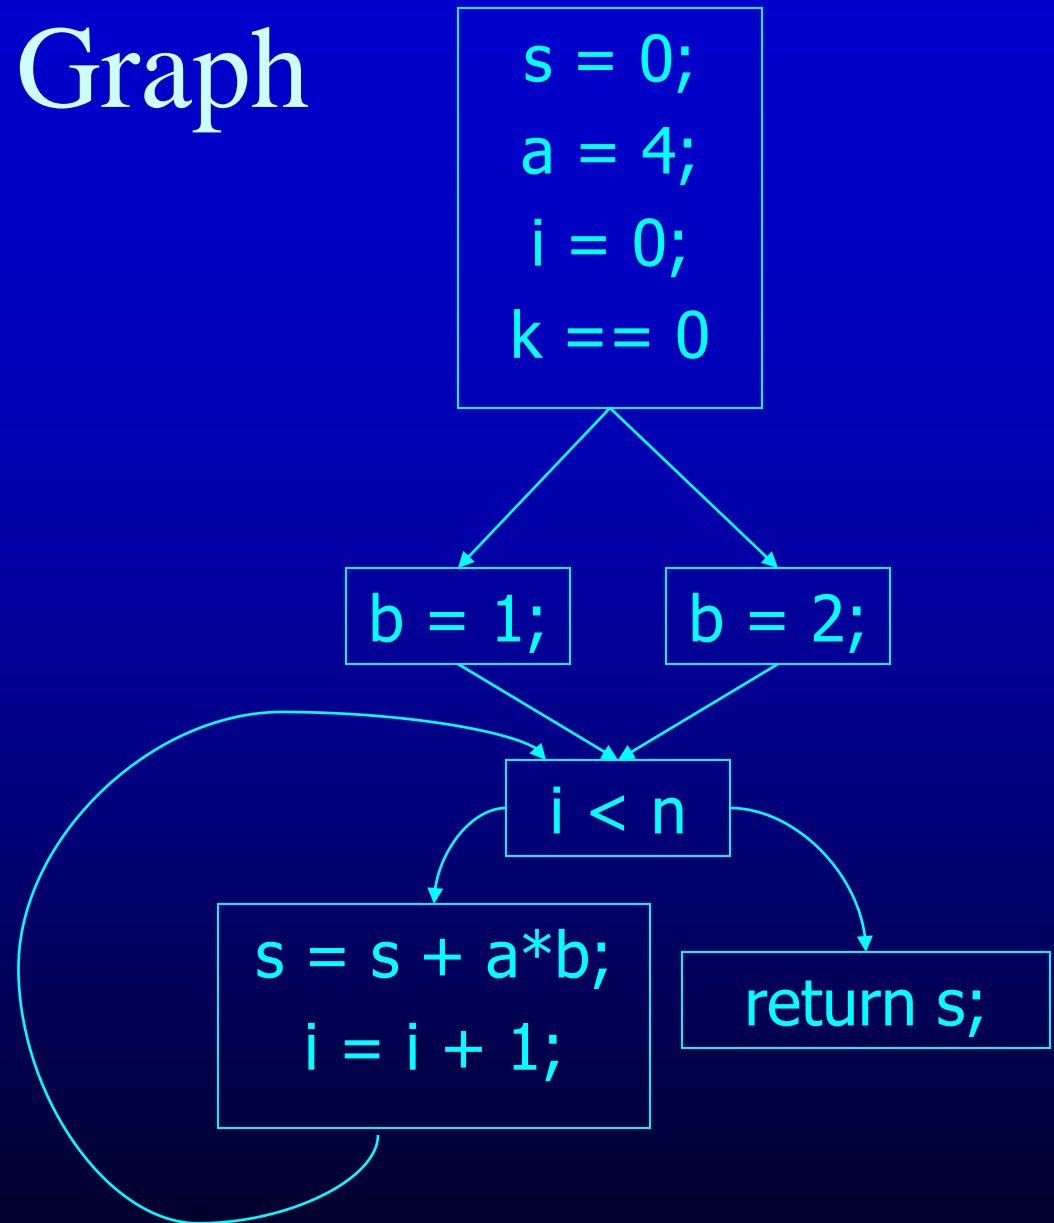 Graph
s = 0;
a = 4;
i = 0;
k == 0
b = 1;
b = 2;
i < n
s = s + a*b;
i = i + 1;
return s;